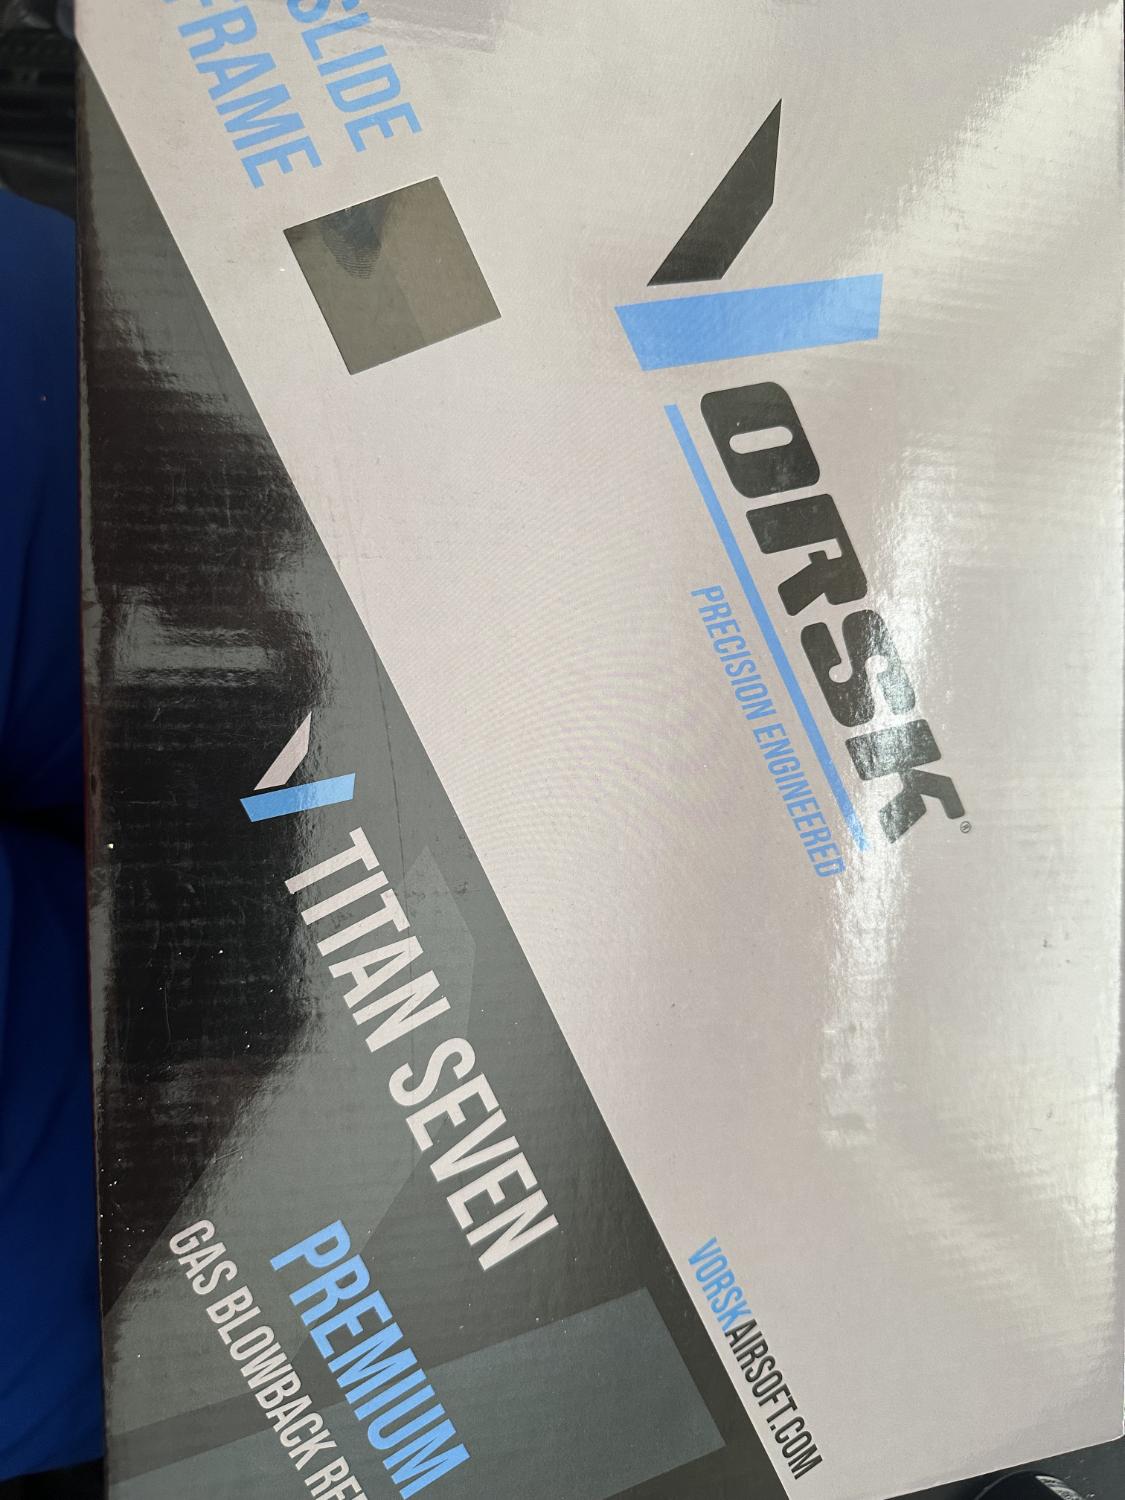 SLIDE
FRAME
VORSK®
PRECISION ENGINEERED
TITAN SEVEN
PREMIUM
GAS BLOWBACK
VORSKAIRSOFT.COM